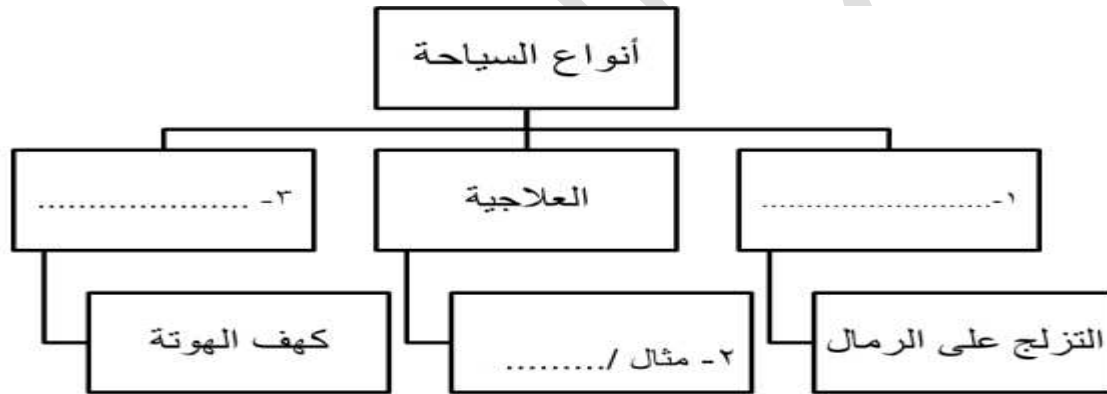 أنواع السياحة
١-.........................
العلاجية
٣- .....................
التزلج على الرمال
٢- مثال /.........
كهف الهوتة